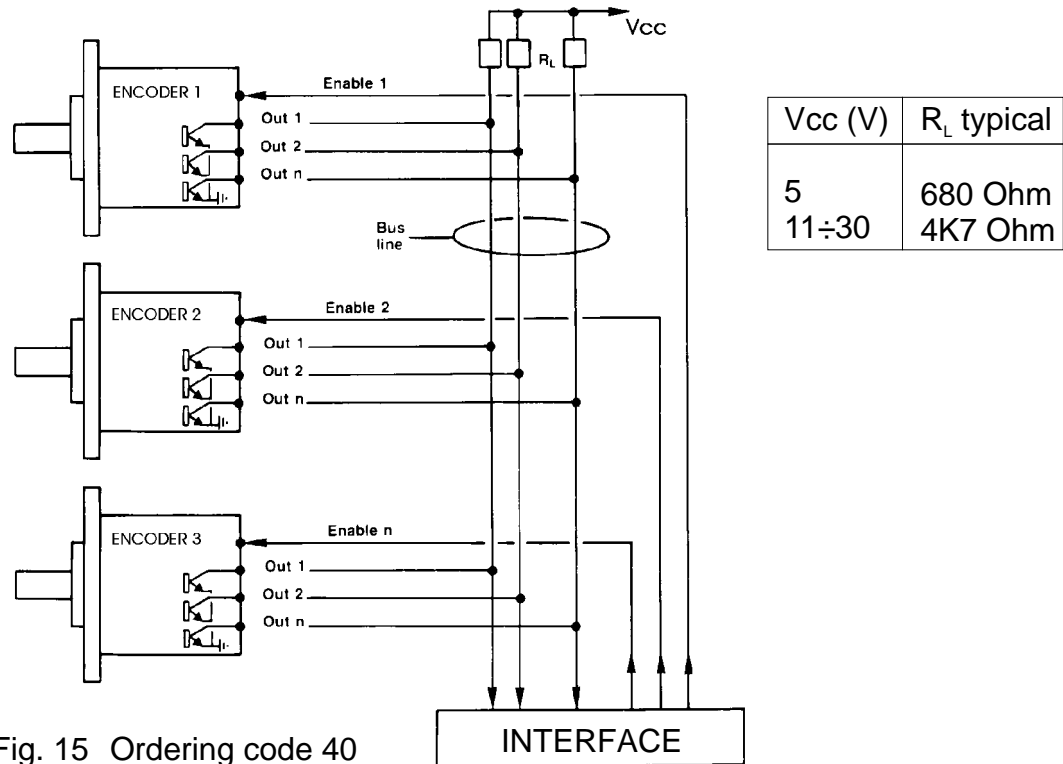 Vcc
RL
ENCODER 1
Enable 1
Out 1
Out 2
Out n
Bus
line
ENCODER 2
Enable 2
Out 1
Out 2
Out n
ENCODER 3
Enable n
Out 1
Out 2
Out n
INTERFACE
Fig. 15 Ordering code 40
Vcc (V) RL typical
5 680 Ohm
11÷30 4K7 Ohm